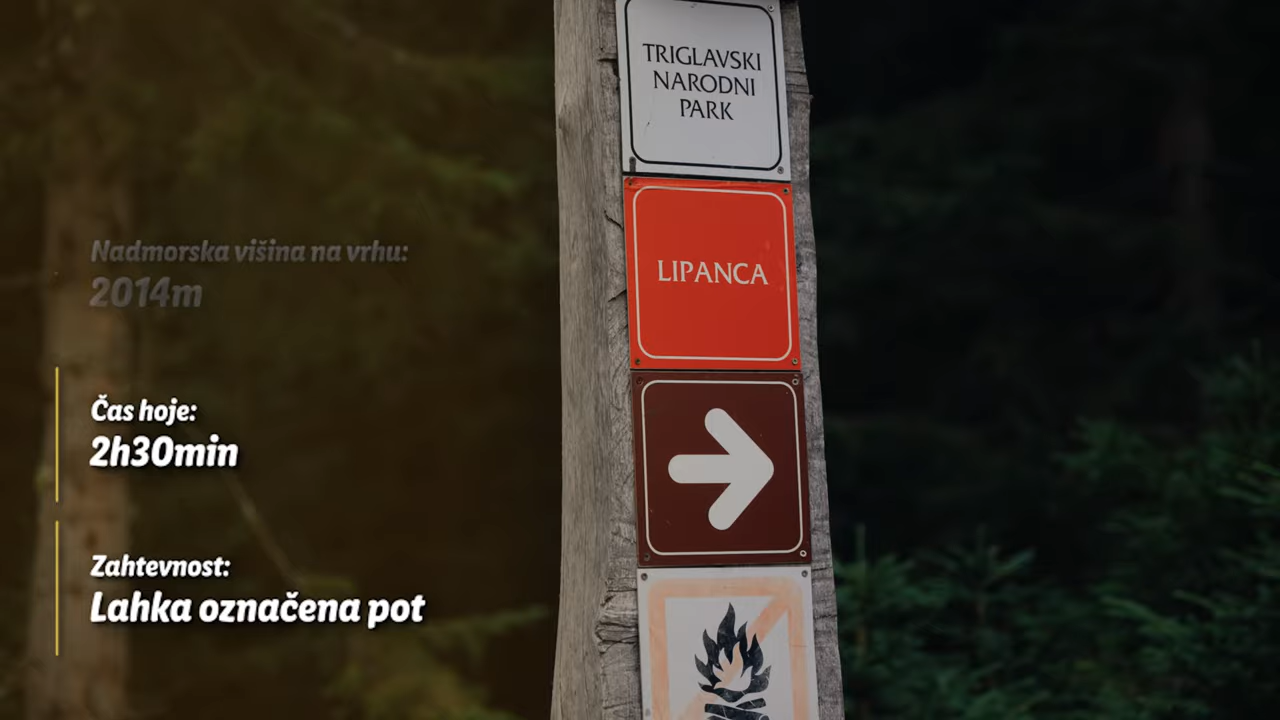 TRIGLAVSKI
NARODNI
PARK
LIPANCA
Nadmorska višina na vrhu:
2014m
Čas hoje:
2h30min
Zahtevnost:
Lahka označena pot